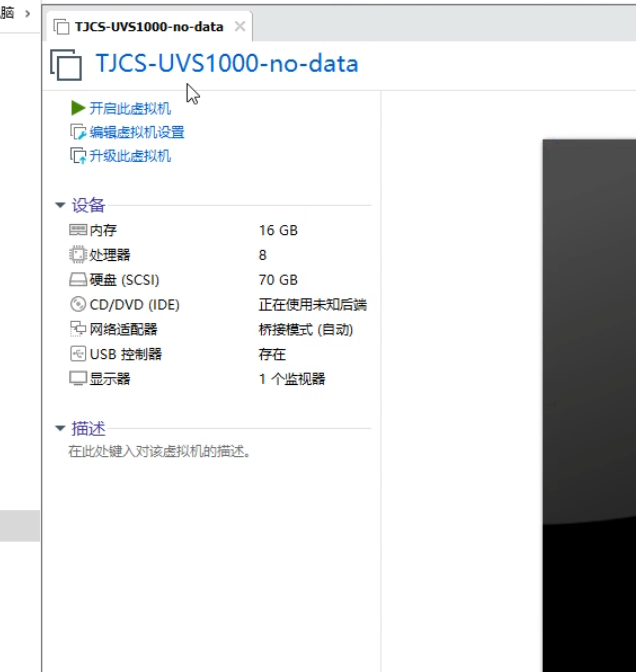 脑
TJCS-UVS1000-no-data
TJCS-UVS1000-no-data
开启此虚拟机
编辑虚拟机设置
升级此虚拟机
设备
内存 16 GB
处理器 8
硬盘 (SCSI) 70 GB
CD/DVD (IDE) 正在使用未知后端
网络适配器 桥接模式 (自动)
USB 控制器 存在
显示器 1 个监视器
描述
在此处键入对该虚拟机的描述。